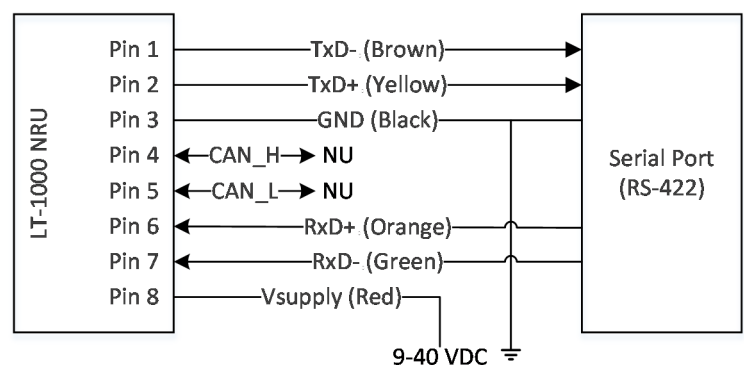 LT-1000 NRU
Pin 1 TxD- (Brown)
Pin 2 TxD+ (Yellow)
Pin 3 GND (Black)
Pin 4 CAN_H NU
Pin 5 CAN_L NU
Pin 6 RxD+ (Orange)
Pin 7 RxD- (Green)
Pin 8 Vsupply (Red)
9-40 VDC
Serial Port
(RS-422)